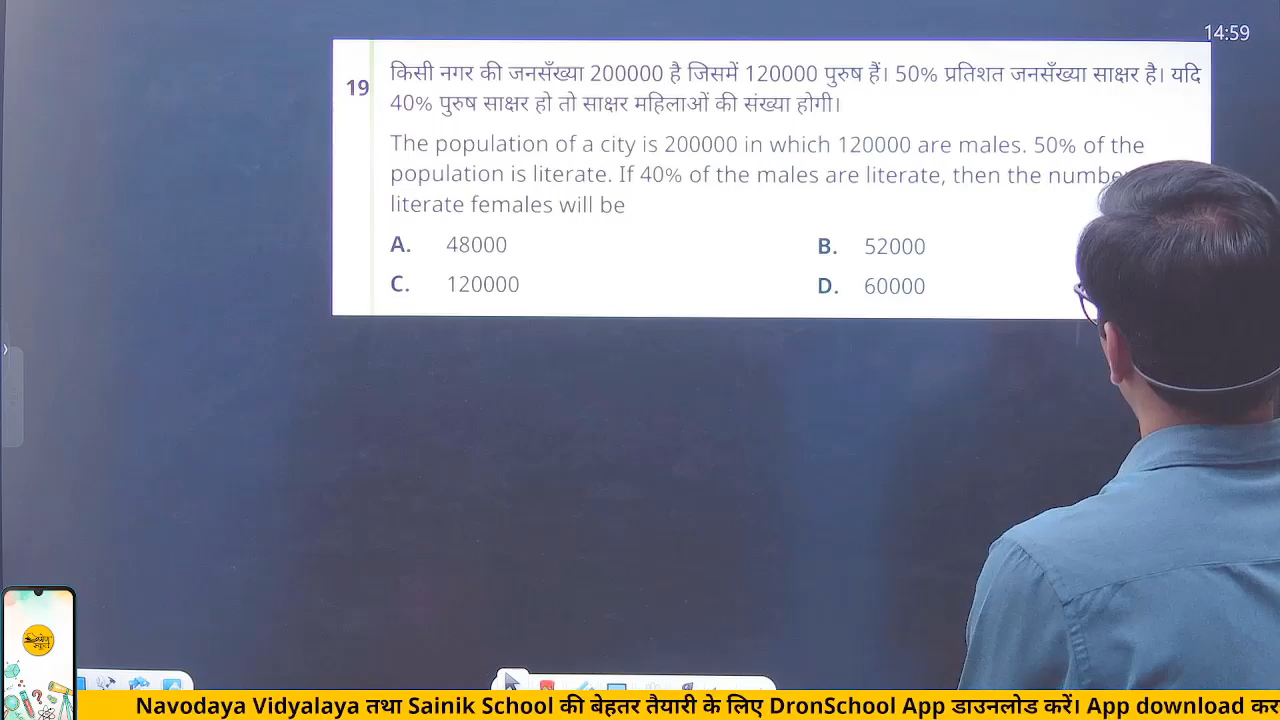 14:59
19
किसी नगर की जनसँख्या 200000 है जिसमें 120000 पुरुष हैं। 50% प्रतिशत जनसँख्या साक्षर है। यदि
40% पुरुष साक्षर हो तो साक्षर महिलाओं की संख्या होगी।
The population of a city is 200000 in which 120000 are males. 50% of the
population is literate. If 40% of the males are literate, then the
literate females will be
A. 48000 B. 52000
C. 120000 D. 60000
Navodaya Vidyalaya तथा Sainik School की बेहतर तैयारी के लिए DronSchool App डाउनलोड करें। App download कर